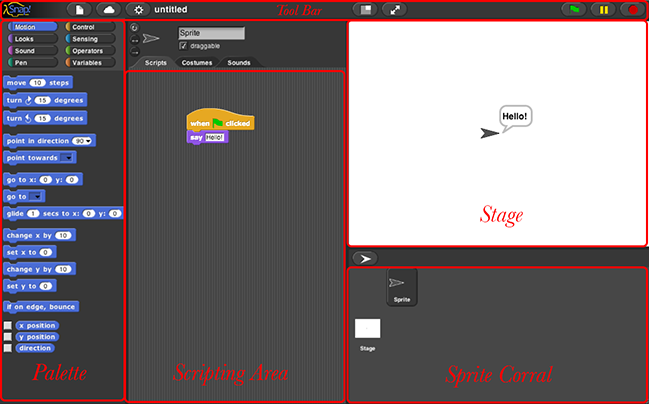 Snap!
untitled
Tool Bar
Motion Control
Looks Sensing
Sound Operators
Pen Variables
Sprite
draggable
Scripts Costumes Sounds
move 10 steps
turn 15 degrees
turn 15 degrees
point in direction 90
point towards
go to x: 0 y: 0
go to
glide 1 secs to x: 0 y: 0
change x by 10
set x to 0
change y by 10
set y to 0
if on edge, bounce
x position
y position
direction
Palette
when clicked
say Hello!
Scripting Area
Hello!
Stage
Sprite
Stage
Sprite Corral